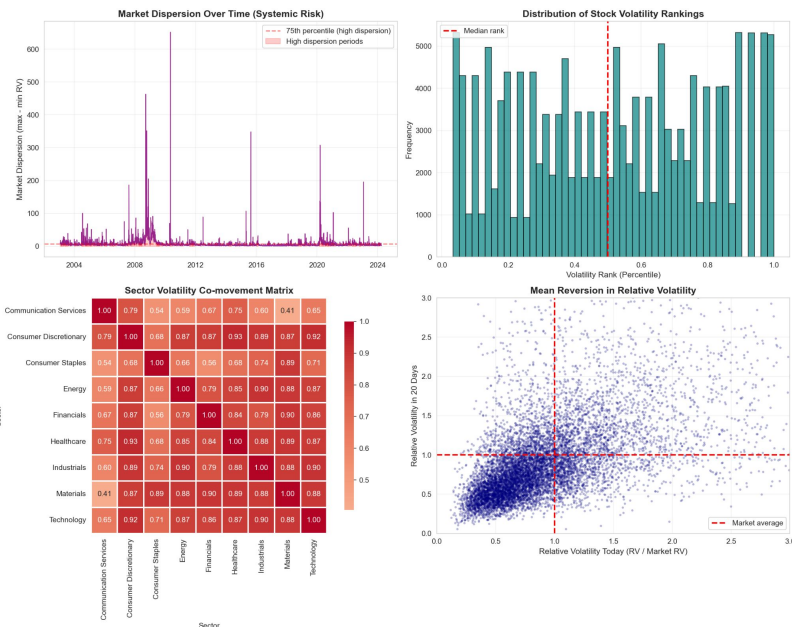 Market Dispersion Over Time (Systemic Risk)
Market Dispersion (max - min RV)
600
500
400
300
200
100
0
75th percentile (high dispersion)
High dispersion periods
2004
2008
2012
2016
2020
2024
Distribution of Stock Volatility Rankings
Frequency
5000
4000
3000
2000
1000
0
Median rank
0.0
0.2
0.4
0.6
0.8
1.0
Volatility Rank (Percentile)
Sector Volatility Co-movement Matrix
Communication Services 1.00 0.79 0.54 0.59 0.67 0.75 0.60 0.41 0.65
Consumer Discretionary 0.79 1.00 0.68 0.87 0.87 0.93 0.89 0.87 0.92
Consumer Staples 0.54 0.68 1.00 0.66 0.56 0.68 0.74 0.89 0.71
Energy 0.59 0.87 0.66 1.00 0.79 0.85 0.90 0.88 0.87
Financials 0.67 0.87 0.56 0.79 1.00 0.84 0.79 0.90 0.86
Healthcare 0.75 0.93 0.68 0.85 0.84 1.00 0.88 0.89 0.87
Industrials 0.60 0.89 0.74 0.90 0.79 0.88 1.00 0.88 0.90
Materials 0.41 0.87 0.89 0.88 0.90 0.89 0.88 1.00 0.88
Technology 0.65 0.92 0.71 0.87 0.86 0.87 0.90 0.88 1.00
Communication Services
Consumer Discretionary
Consumer Staples
Energy
Financials
Healthcare
Industrials
Materials
Technology
Sector
1.0
0.9
0.8
0.7
0.6
0.5
Mean Reversion in Relative Volatility
Relative Volatility in 20 Days
3.0
2.5
2.0
1.5
1.0
0.5
0.0
Market average
0.0
0.5
1.0
1.5
2.0
2.5
3.0
Relative Volatility Today (RV / Market RV)